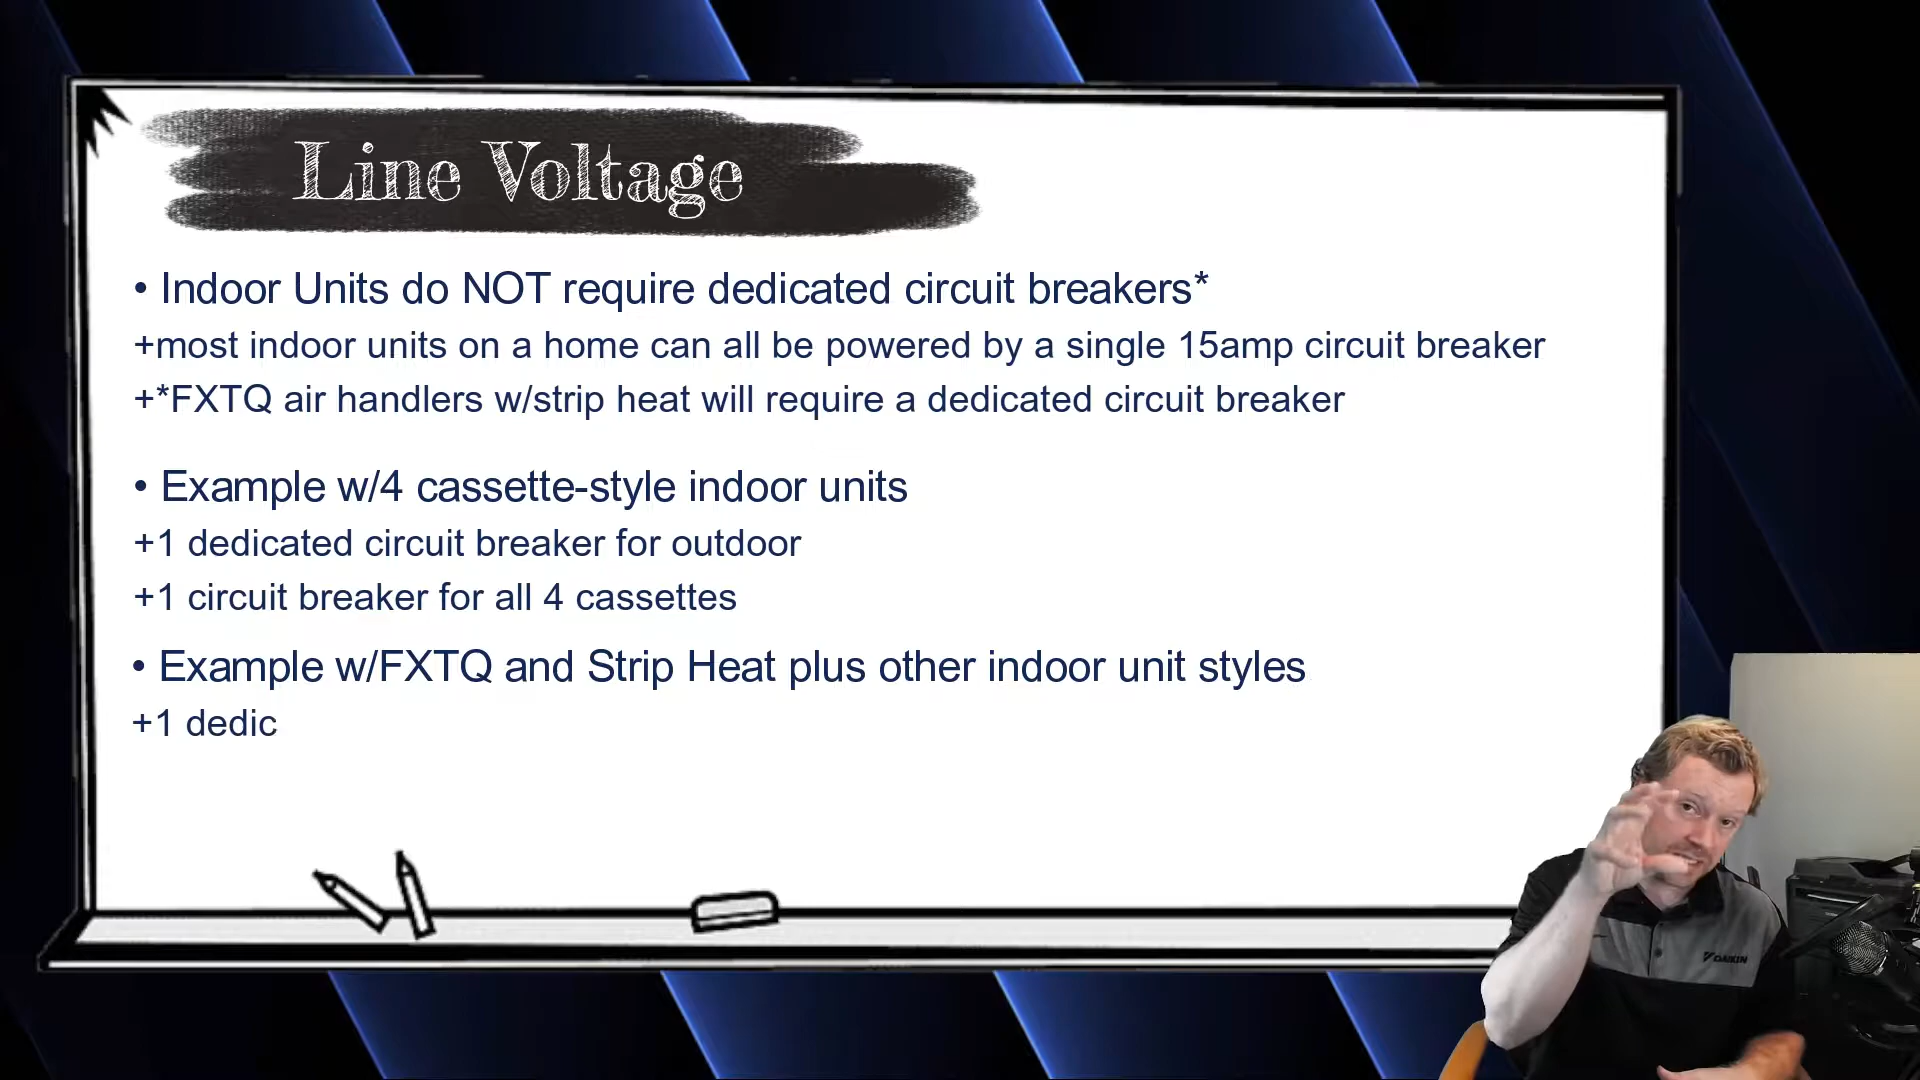 Line Voltage
• Indoor Units do NOT require dedicated circuit breakers*
+most indoor units on a home can all be powered by a single 15amp circuit breaker
+*FXTQ air handlers w/strip heat will require a dedicated circuit breaker
• Example w/4 cassette-style indoor units
+1 dedicated circuit breaker for outdoor
+1 circuit breaker for all 4 cassettes
• Example w/FXTQ and Strip Heat plus other indoor unit styles
+1 dedic
DAIKIN